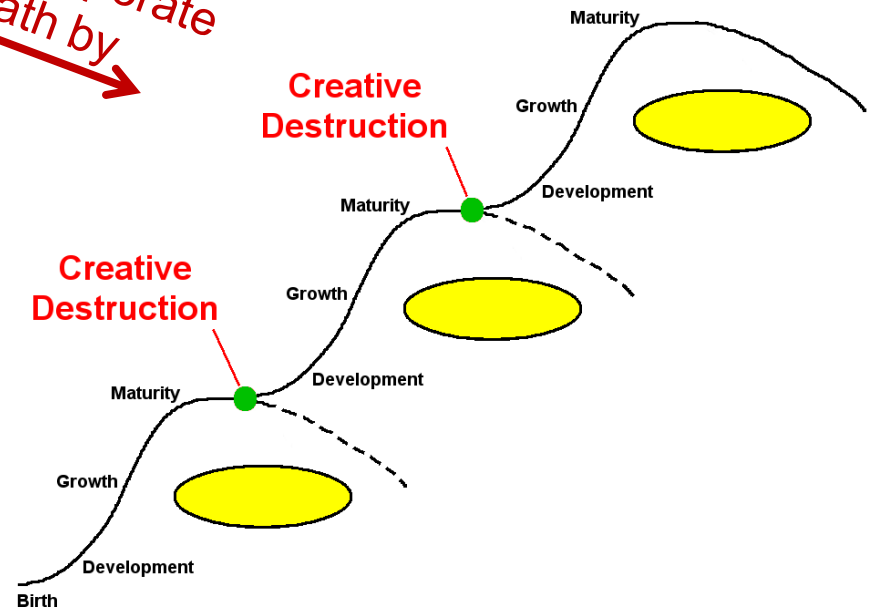 ath by
Maturity
Creative
Destruction
Growth
Development
Maturity
Creative
Destruction
Growth
Development
Maturity
Growth
Development
Birth